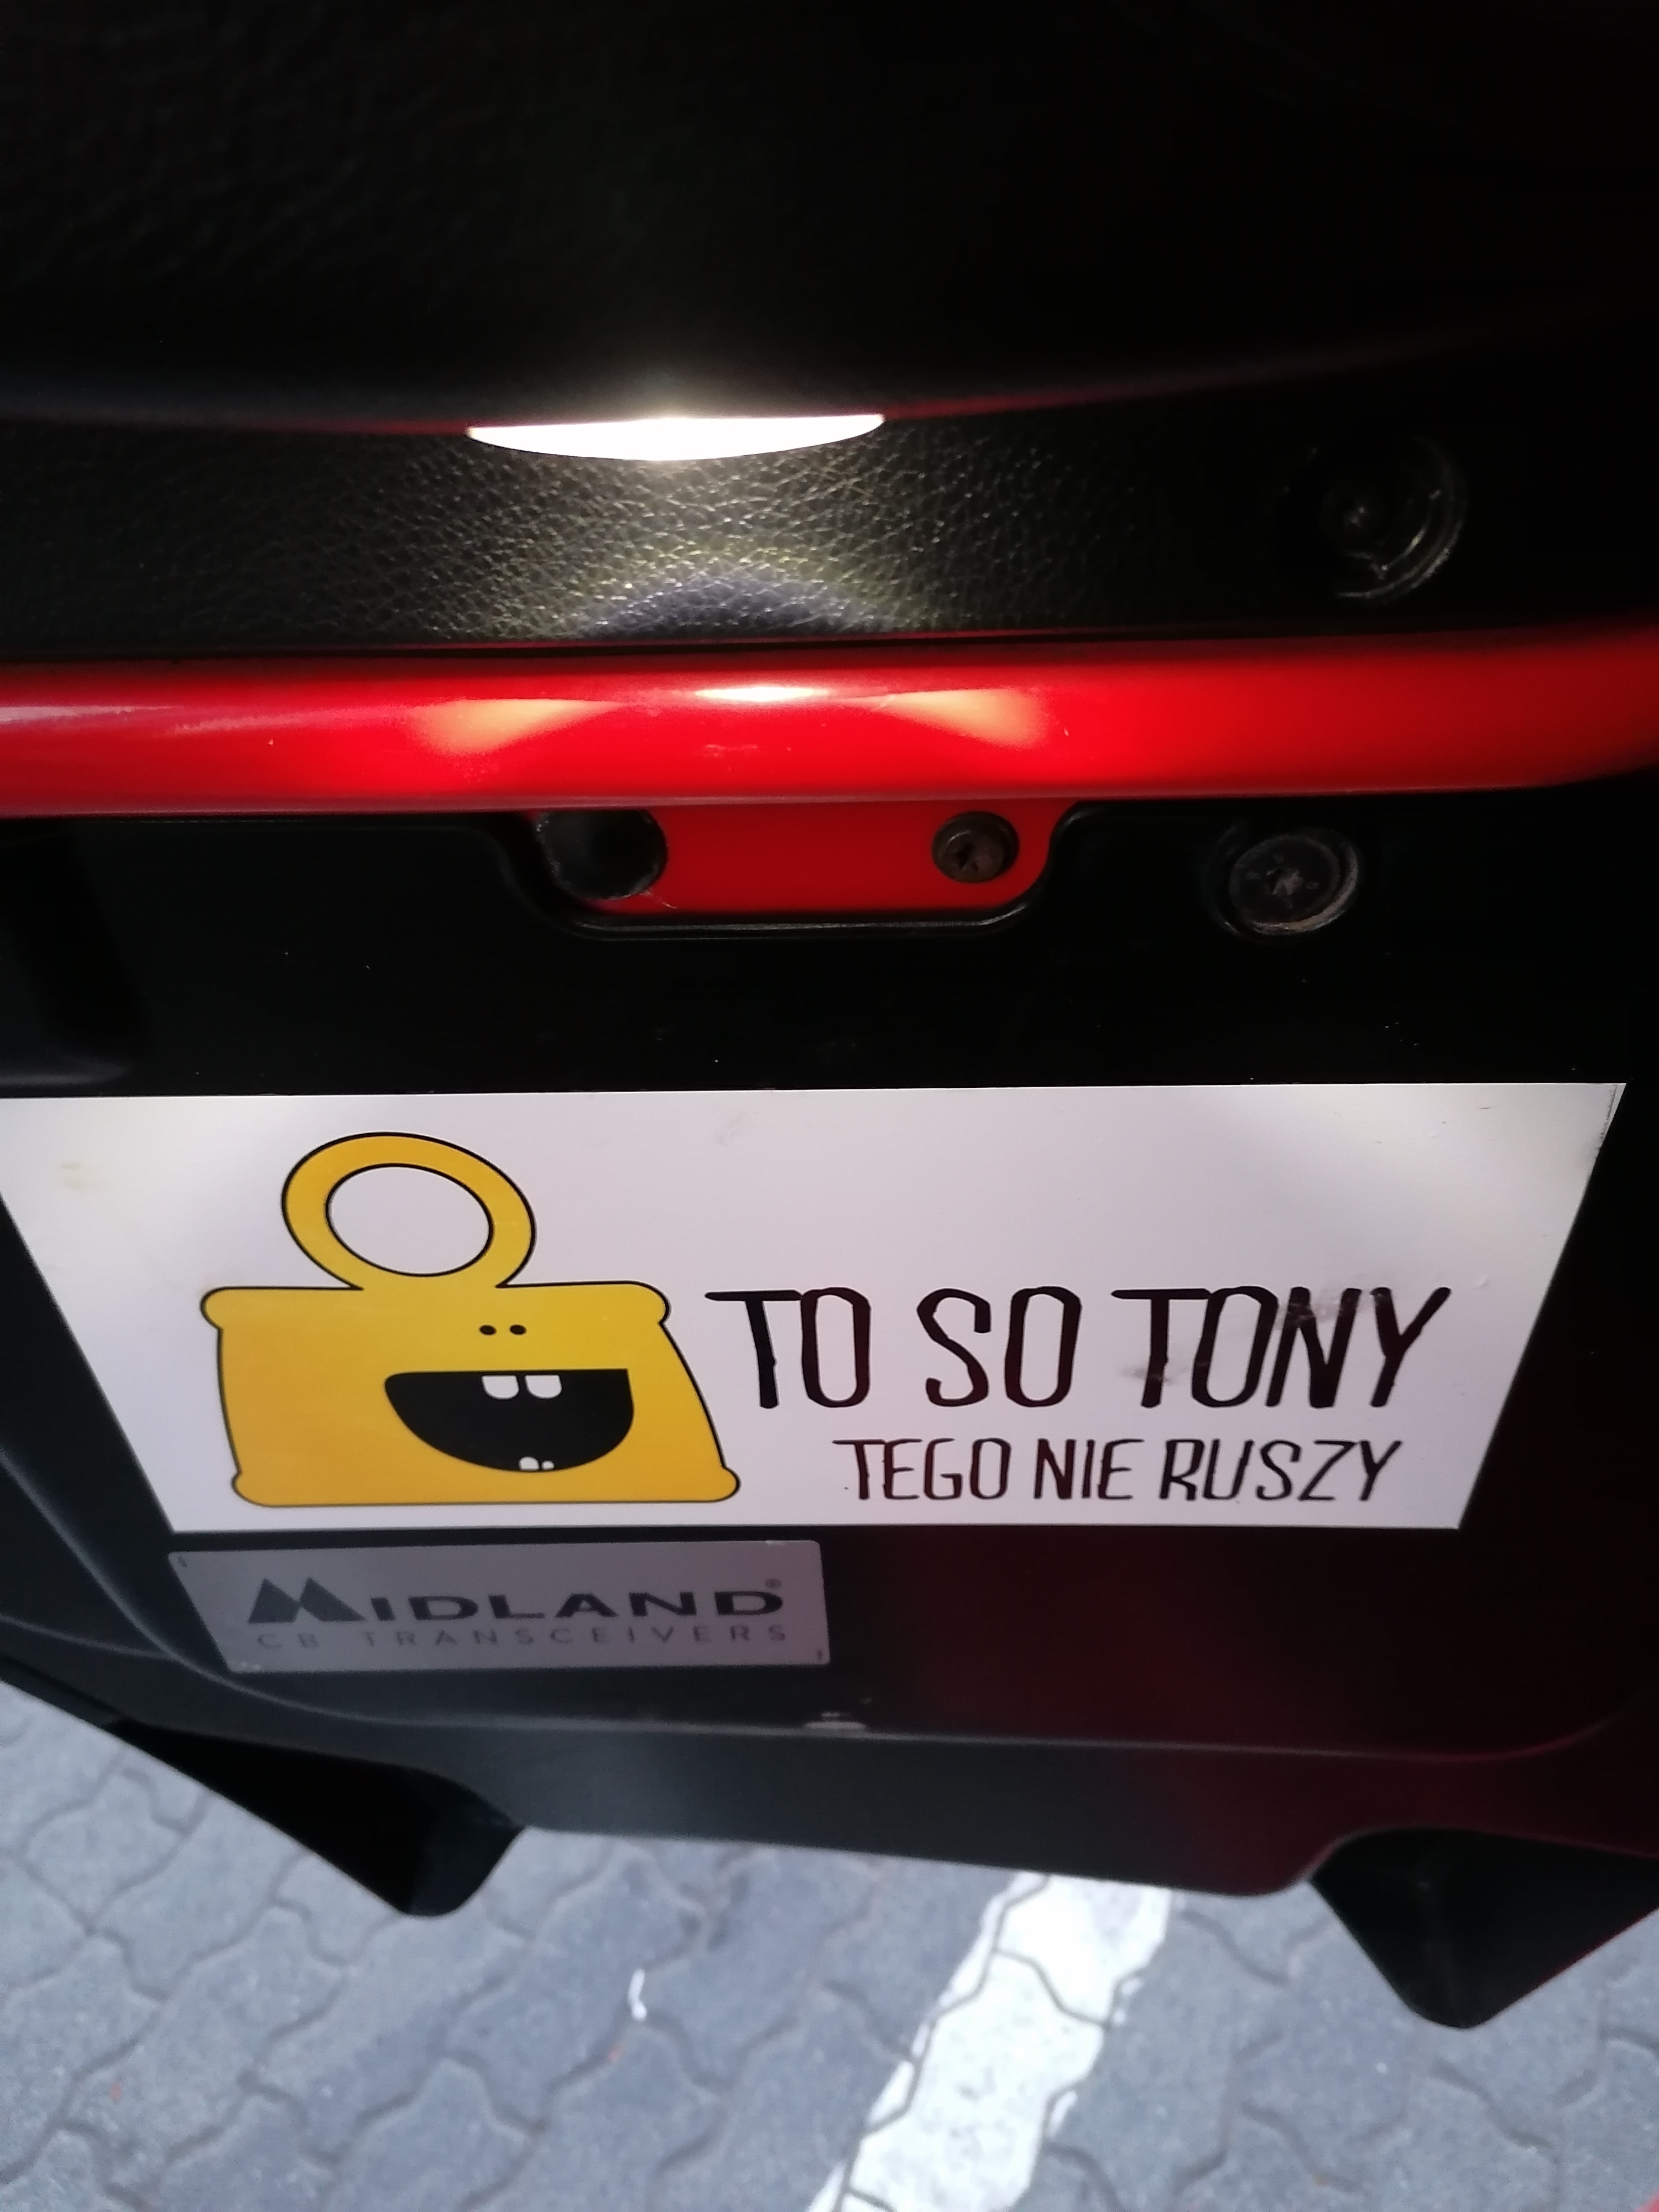 TO SO TONY
TEGO NIE RUSZY
MIDLAND®
CB TRANSCEIVERS